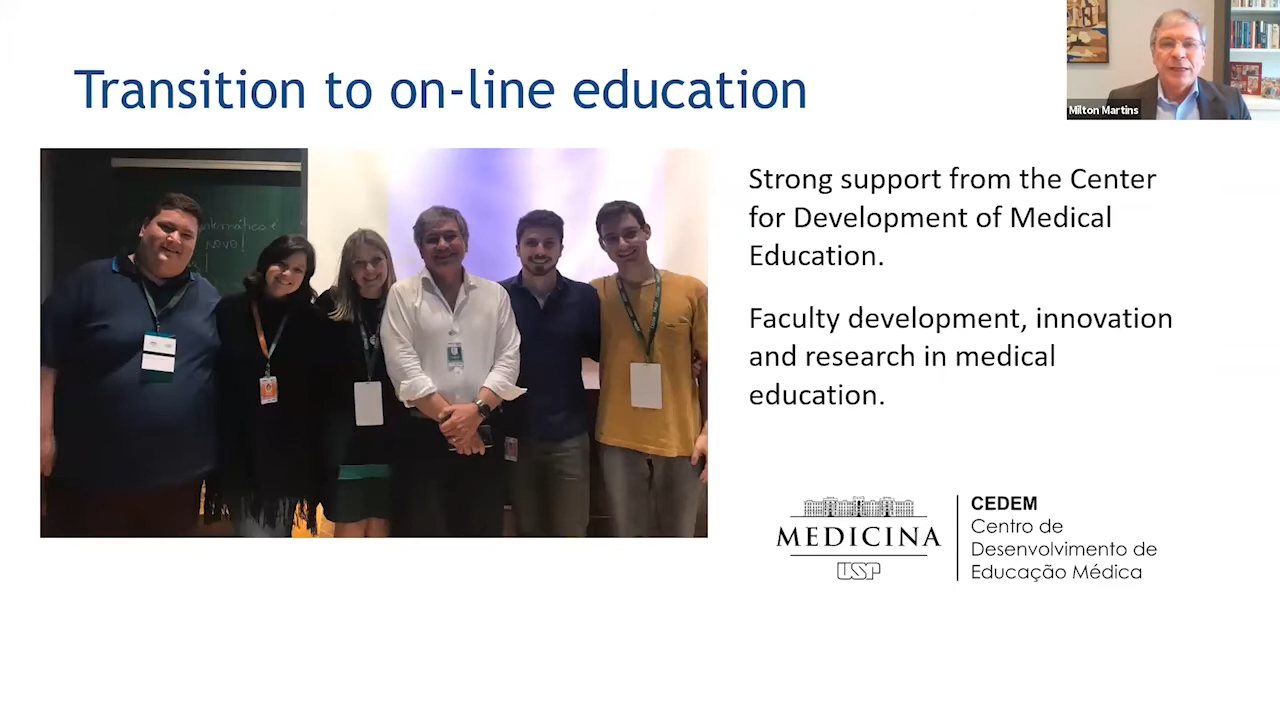 Transition to on-line education
Milton Martins
Strong support from the Center
for Development of Medical
Education.
Faculty development, innovation
and research in medical
education.
MEDICINA
USP
CEDEM
Centro de
Desenvolvimento de
Educação Médica